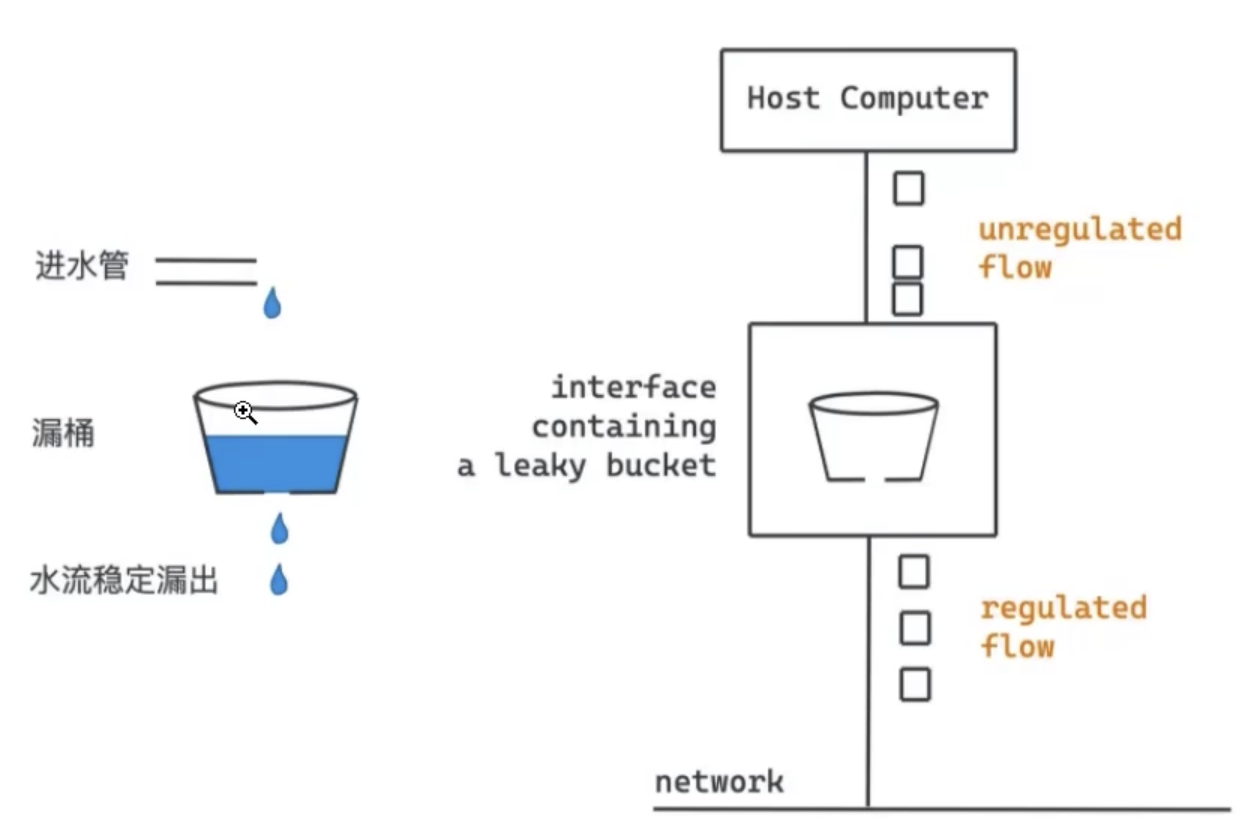 Host Computer
unregulated
flow
进水管
interface
containing
a leaky bucket
漏桶
水流稳定漏出
regulated
flow
network